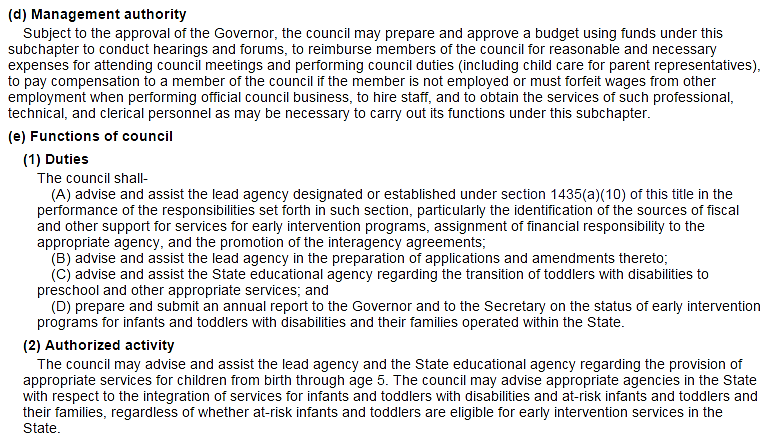 (d) Management authority
Subject to the approval of the Governor, the council may prepare and approve a budget using funds under this
subchapter to conduct hearings and forums, to reimburse members of the council for reasonable and necessary
expenses for attending council meetings and performing council duties (including child care for parent representatives),
to pay compensation to a member of the council if the member is not employed or must forfeit wages from other
employment when performing official council business, to hire staff, and to obtain the services of such professional,
technical, and clerical personnel as may be necessary to carry out its functions under this subchapter.
(e) Functions of council
(1) Duties
The council shall-
(A) advise and assist the lead agency designated or established under section 1435(a)(10) of this title in the
performance of the responsibilities set forth in such section, particularly the identification of the sources of fiscal
and other support for services for early intervention programs, assignment of financial responsibility to the
appropriate agency, and the promotion of the interagency agreements;
(B) advise and assist the lead agency in the preparation of applications and amendments thereto;
(C) advise and assist the State educational agency regarding the transition of toddlers with disabilities to
preschool and other appropriate services; and
(D) prepare and submit an annual report to the Governor and to the Secretary on the status of early intervention
programs for infants and toddlers with disabilities and their families operated within the State.
(2) Authorized activity
The council may advise and assist the lead agency and the State educational agency regarding the provision of
appropriate services for children from birth through age 5. The council may advise appropriate agencies in the State
with respect to the integration of services for infants and toddlers with disabilities and at-risk infants and toddlers and
their families, regardless of whether at-risk infants and toddlers are eligible for early intervention services in the
State.